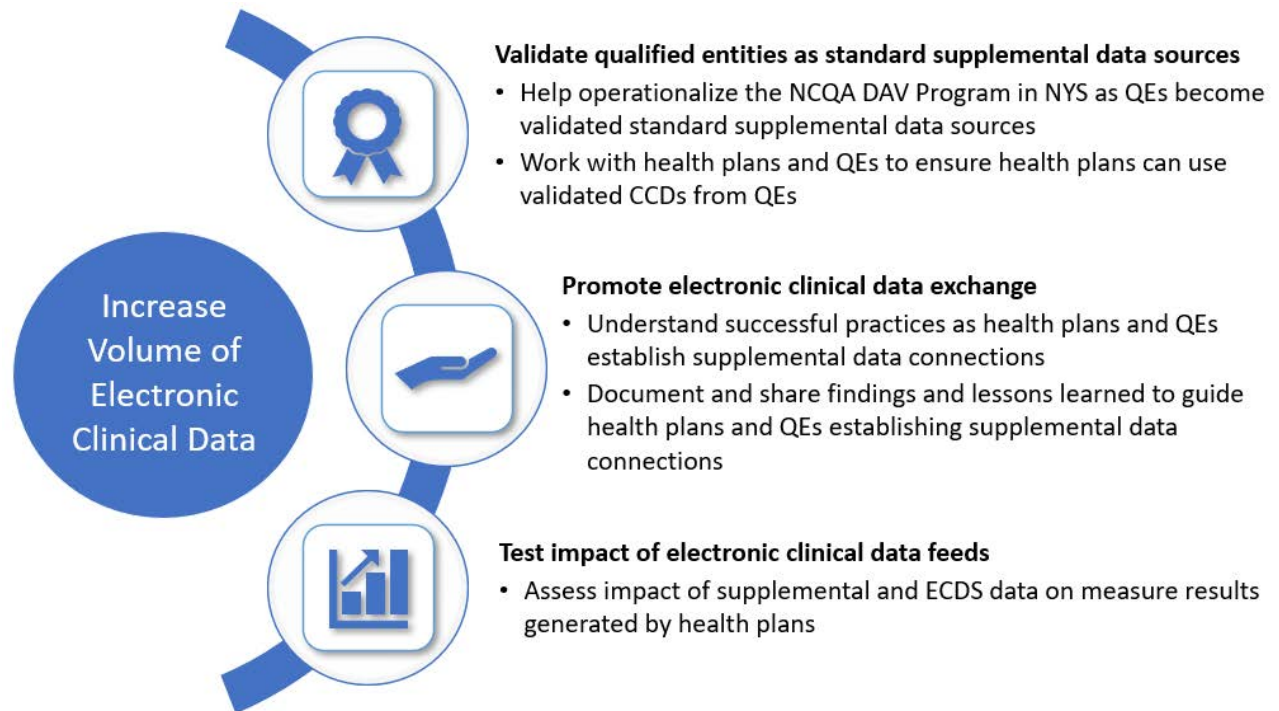 Validate qualified entities as standard supplemental data sources
• Help operationalize the NCQA DAV Program in NYS as QEs become
validated standard supplemental data sources
• Work with health plans and QEs to ensure health plans can use
validated CCDs from QEs
Increase
Volume of
Electronic
Clinical Data
Promote electronic clinical data exchange
• Understand successful practices as health plans and QEs
establish supplemental data connections
• Document and share findings and lessons learned to guide
health plans and QEs establishing supplemental data
connections
Test impact of electronic clinical data feeds
• Assess impact of supplemental and ECDS data on measure results
generated by health plans